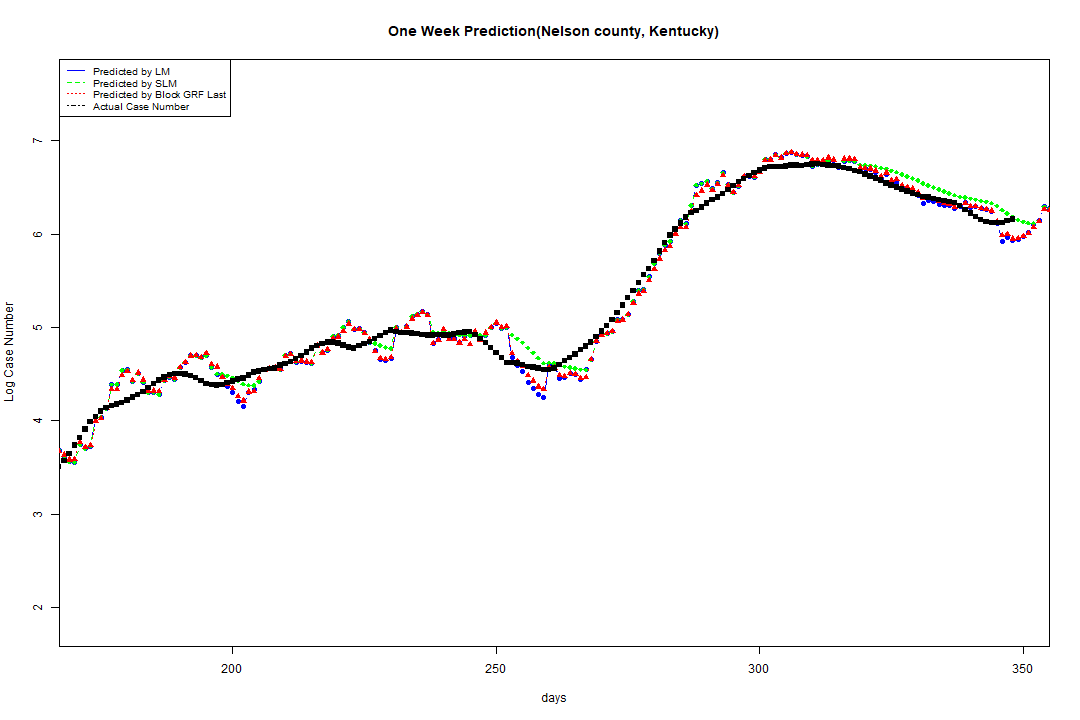 One Week Prediction(Nelson county, Kentucky)
Predicted by LM
Predicted by SLM
Predicted by Block GRF Last
Actual Case Number
7
6
5
4
3
2
Log Case Number
200
250
300
350
days